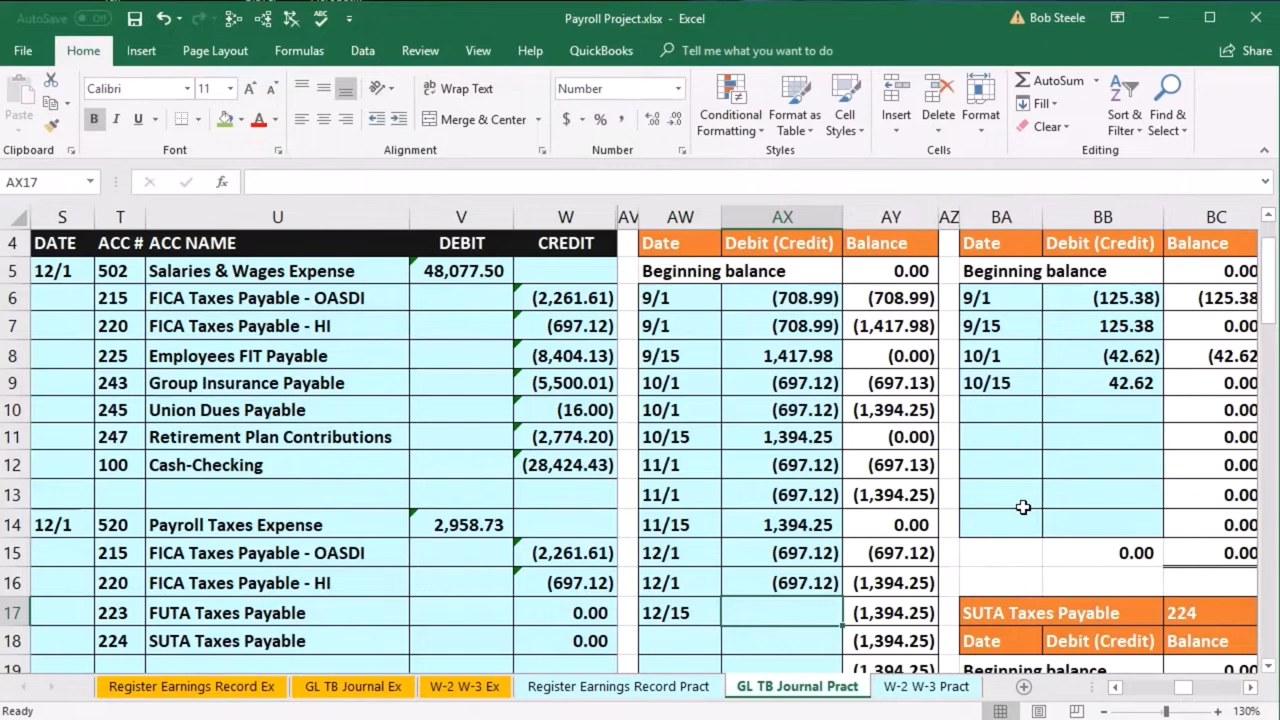 AutoSave Off Payroll Project.xlsx - Excel Bob Steele
File Home Insert Page Layout Formulas Data Review View Help QuickBooks Tell me what you want to do Share
Paste Calibri 11 Wrap Text Number AutoSum
Merge & Center Fill
Clear
Conditional Formatting Format as Table Cell Styles Insert Delete Format Sort & Filter Find & Select
Clipboard Font Alignment Number Styles Cells Editing
AX17 fx
S T U V W AV AW AX AY AZ BA BB BC
4 DATE ACC # ACC NAME DEBIT CREDIT Date Debit (Credit) Balance Date Debit (Credit) Balance
5 12/1 502 Salaries & Wages Expense 48,077.50 Beginning balance 0.00 Beginning balance 0.00
6 215 FICA Taxes Payable - OASDI (2,261.61) 9/1 (708.99) (708.99) 9/1 (125.38) (125.38
7 220 FICA Taxes Payable - HI (697.12) 9/1 (708.99) (1,417.98) 9/15 125.38 0.00
8 225 Employees FIT Payable (8,404.13) 9/15 1,417.98 (0.00) 10/1 (42.62) (42.62
9 243 Group Insurance Payable (5,500.01) 10/1 (697.12) (697.13) 10/15 42.62 0.00
10 245 Union Dues Payable (16.00) 10/1 (697.12) (1,394.25) 0.00
11 247 Retirement Plan Contributions (2,774.20) 10/15 1,394.25 (0.00) 0.00
12 100 Cash-Checking (28,424.43) 11/1 (697.12) (697.13) 0.00
13 11/1 (697.12) (1,394.25) 0.00
14 12/1 520 Payroll Taxes Expense 2,958.73 11/15 1,394.25 0.00 0.00
15 215 FICA Taxes Payable - OASDI (2,261.61) 12/1 (697.12) (697.12) 0.00 0.00
16 220 FICA Taxes Payable - HI (697.12) 12/1 (697.12) (1,394.25)
17 223 FUTA Taxes Payable 0.00 12/15 (1,394.25) SUTA Taxes Payable 224
18 224 SUTA Taxes Payable 0.00 (1,394.25) Date Debit (Credit) Balance
19 (1,394.25) Beginning balance 0.00
Register Earnings Record Ex GL TB Journal Ex W-2 W-3 Ex Register Earnings Record Pract GL TB Journal Pract W-2 W-3 Pract
Ready 130%